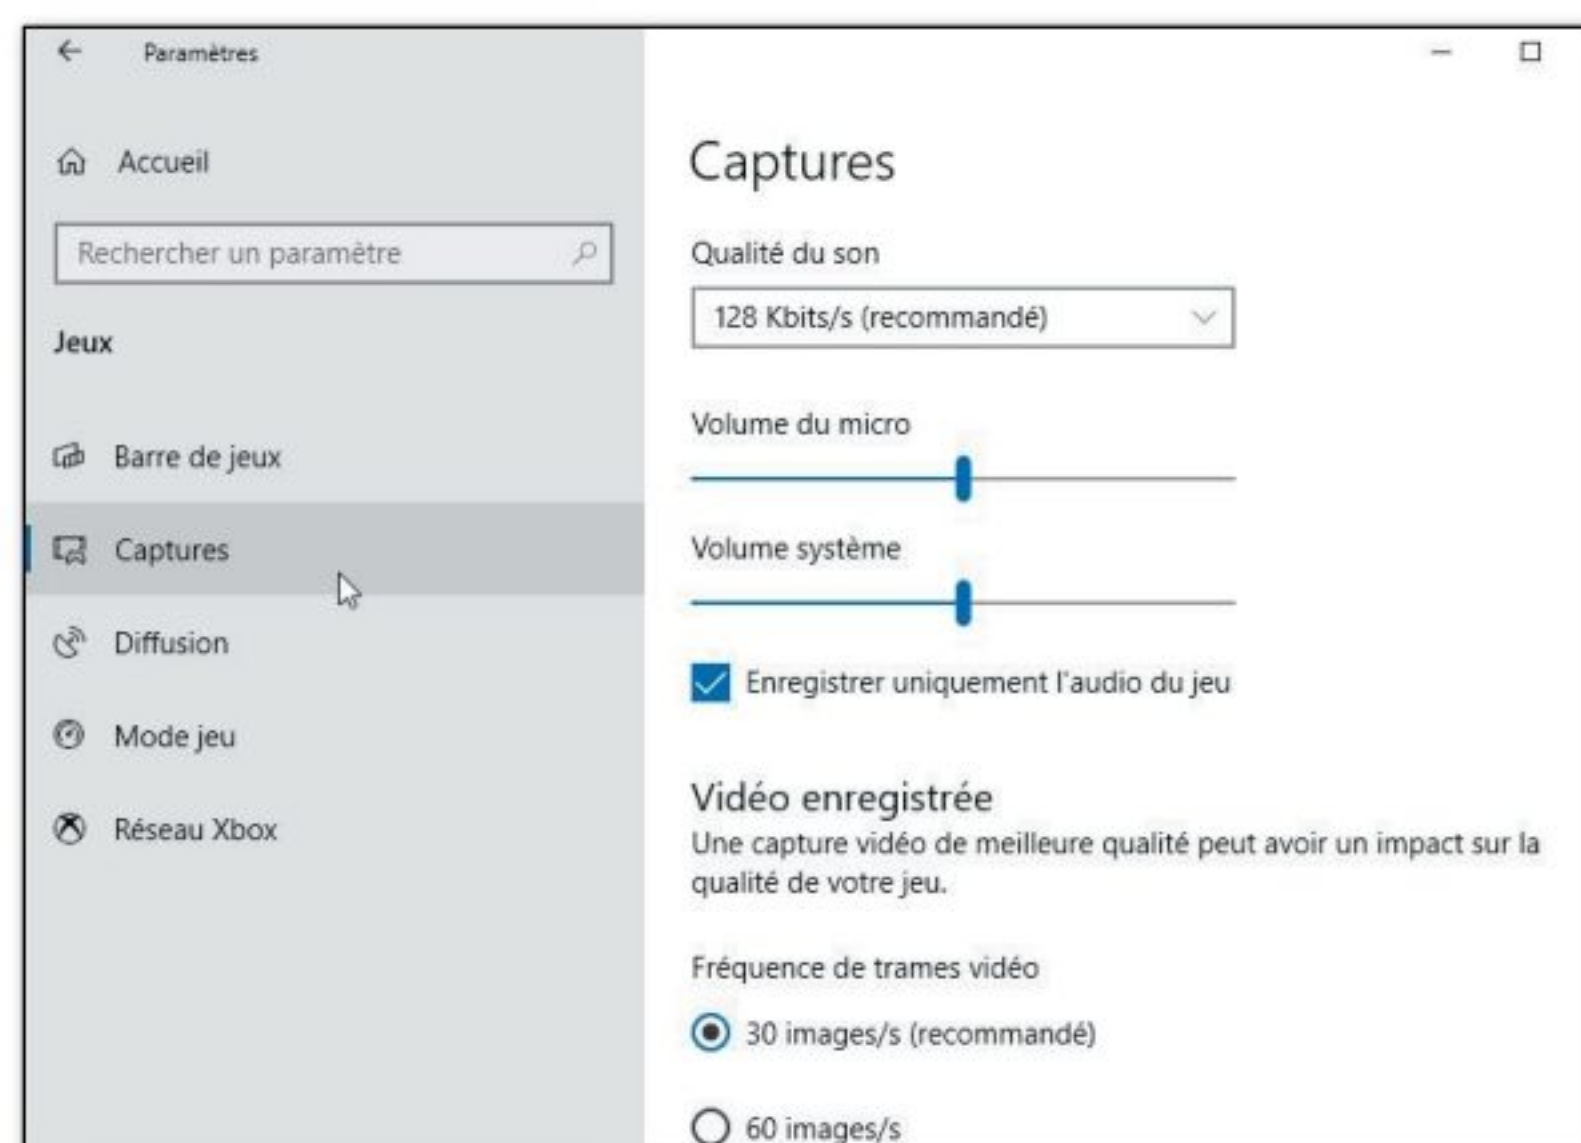 Paramètres
Accueil
Rechercher un paramètre
Jeux
Barre de jeux
Captures
Diffusion
Mode jeu
Réseau Xbox
Captures
Qualité du son
128 Kbits/s (recommandé)
Volume du micro
Volume système
Enregistrer uniquement l'audio du jeu
Vidéo enregistrée
Une capture vidéo de meilleure qualité peut avoir un impact sur la
qualité de votre jeu.
Fréquence de trames vidéo
30 images/s (recommandé)
60 images/s